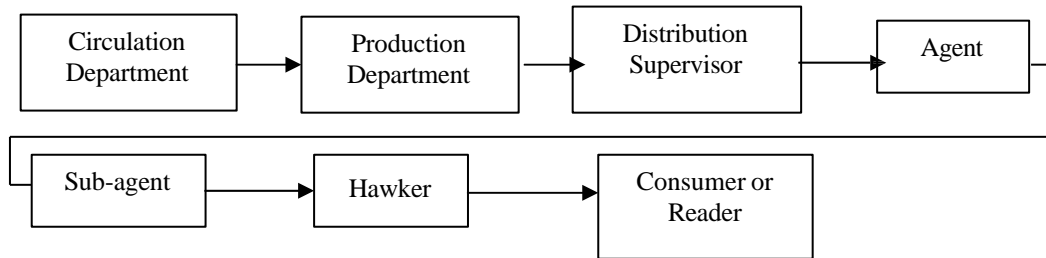 Circulation
Department
Production
Department
Distribution
Supervisor
Agent
Sub-agent
Hawker
Consumer or
Reader